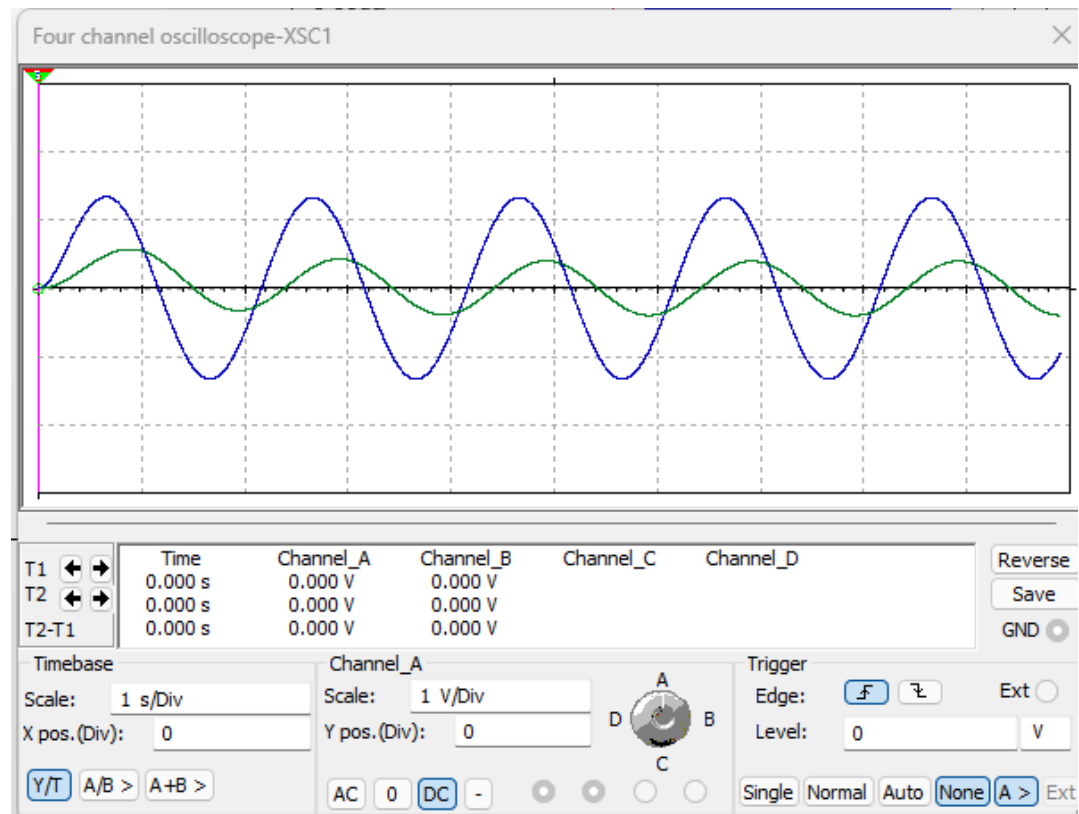 Four channel oscilloscope-XSC1
Time Channel_A Channel_B Channel_C Channel_D
T1 0.000 s 0.000 V 0.000 V
T2 0.000 s 0.000 V 0.000 V
T2-T1 0.000 s 0.000 V 0.000 V
Reverse
Save
GND
Timebase
Scale: 1 s/Div
X pos.(Div): 0
Y/T A/B > A+B >
Channel_A
Scale: 1 V/Div
Y pos.(Div): 0
AC 0 DC -
A
D B
C
Trigger
Edge: Ext
Level: 0 V
Single Normal Auto None A > Ext